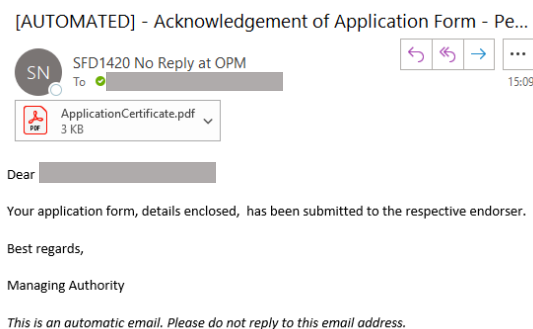 [AUTOMATED] - Acknowledgement of Application Form - Pe...
SN
SFD1420 No Reply at OPM
To
15:09
ApplicationCertificate.pdf
3 KB
PDF
Dear
Your application form, details enclosed,  has been submitted to the respective endorser.
Best regards,
Managing Authority
This is an automatic email. Please do not reply to this email address.